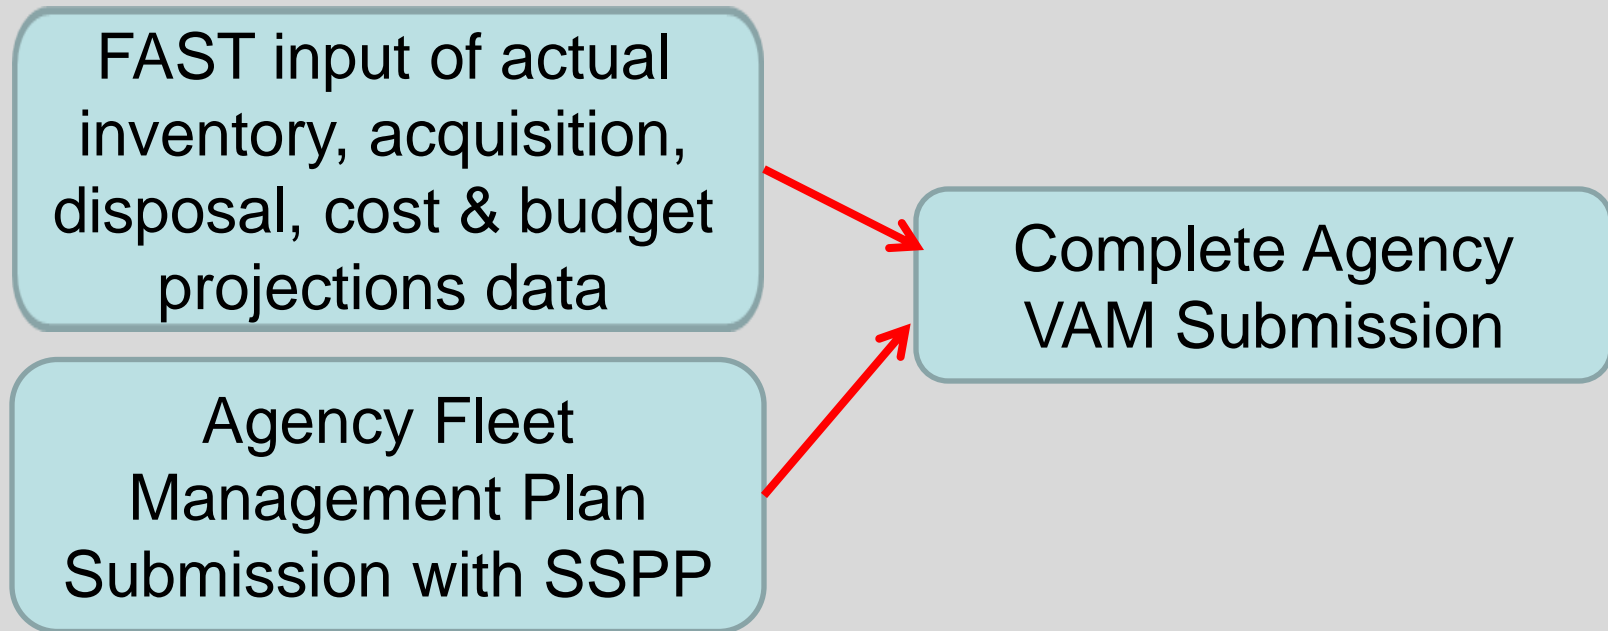 FAST input of actual
inventory, acquisition,
disposal, cost & budget
projections data
Agency Fleet
Management Plan
Submission with SSPP
Complete Agency
VAM Submission